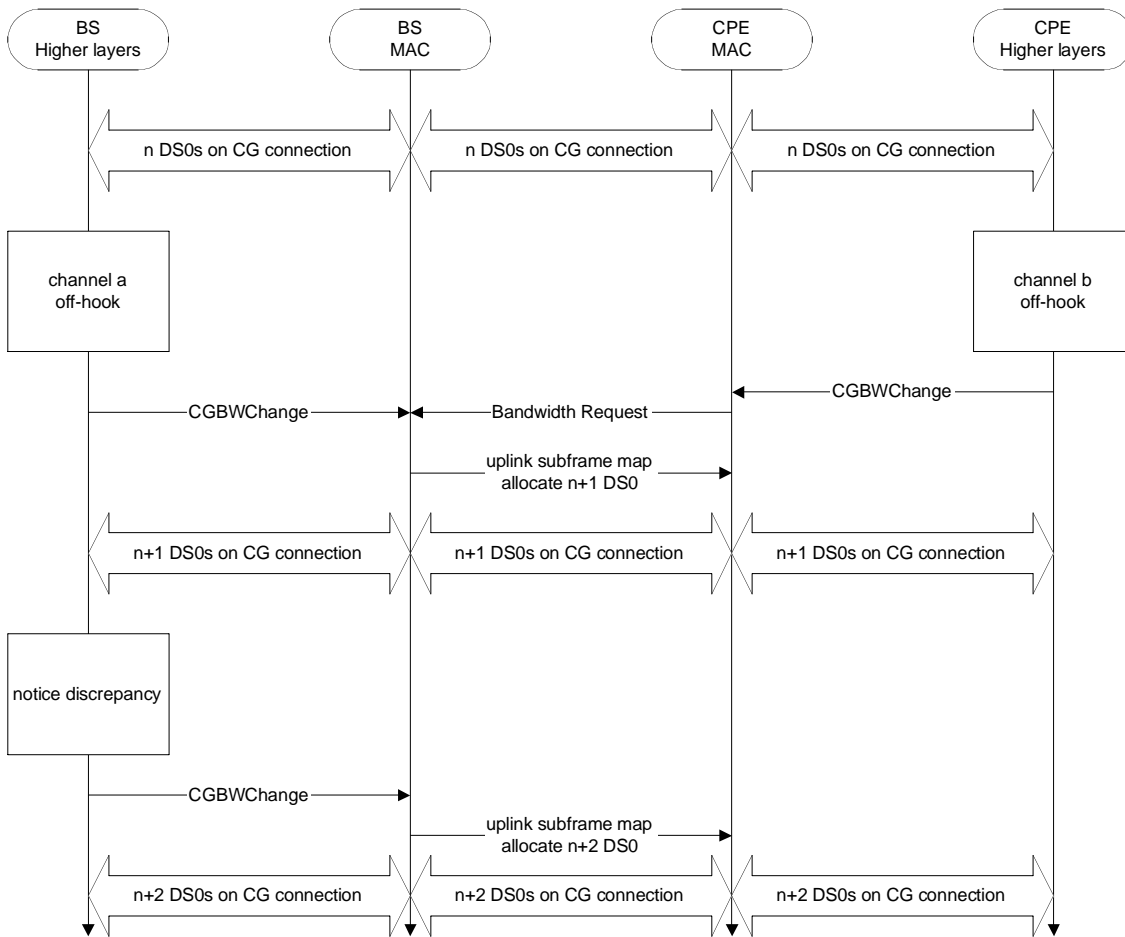 BS
Higher layers
BS
MAC
CPE
MAC
CPE
Higher layers
n DS0s on CG connection
n DS0s on CG connection
n DS0s on CG connection
channel a
off-hook
channel b
off-hook
CGBWChange
CGBWChange
Bandwidth Request
uplink subframe map
allocate n+1 DS0
n+1 DS0s on CG connection
n+1 DS0s on CG connection
n+1 DS0s on CG connection
notice discrepancy
CGBWChange
uplink subframe map
allocate n+2 DS0
n+2 DS0s on CG connection
n+2 DS0s on CG connection
n+2 DS0s on CG connection